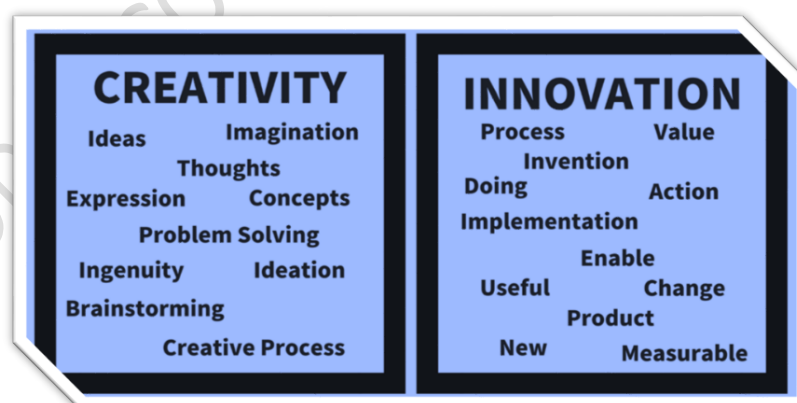 CREATIVITY
Ideas Imagination
Thoughts
Expression Concepts
Problem Solving
Ingenuity Ideation
Brainstorming
Creative Process
INNOVATION
Process Value
Invention
Doing Action
Implementation
Enable
Useful Change
Product
New Measurable